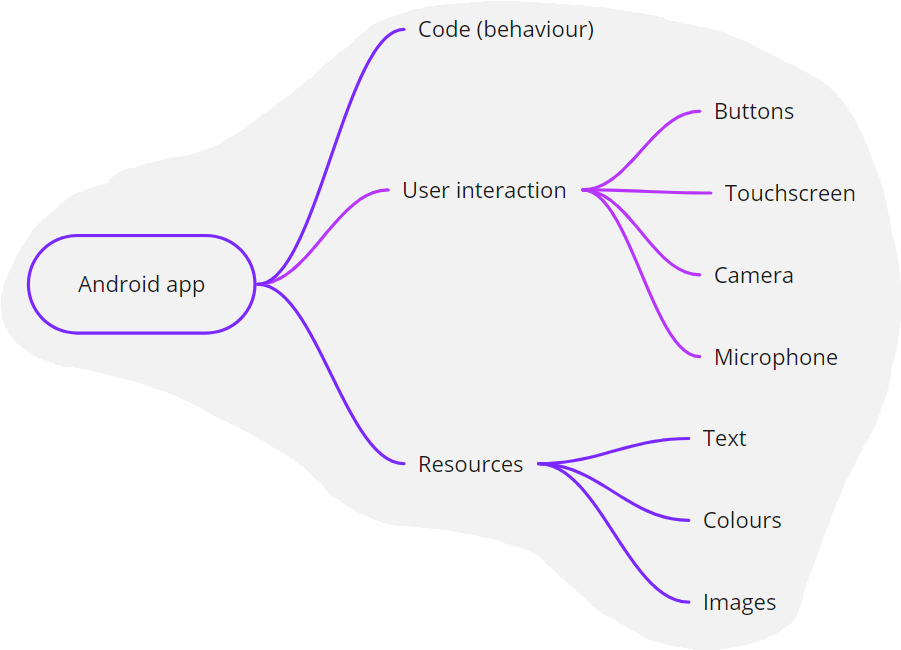 Code (behaviour)
Buttons
User interaction
Touchscreen
Camera
Android app
Microphone
Text
Resources
Colours
Images